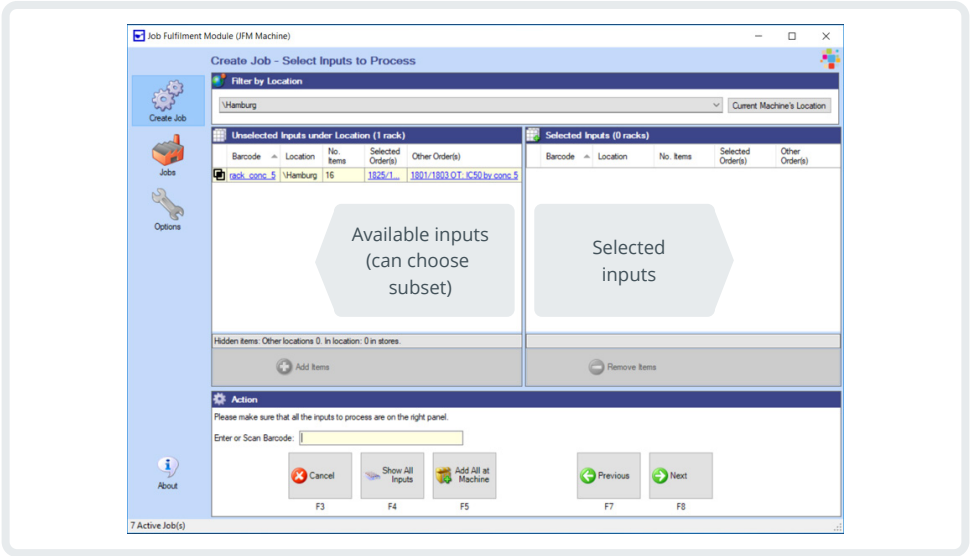 Job Fulfilment Module (JFM Machine)
Create Job - Select Inputs to Process
Filter by Location
\Hamburg
Current Machine's Location
Create Job
Jobs
Options
About
Unselected Inputs under Location (1 rack)
Barcode Location No. Items Selected Order(s) Other Order(s)
rack_conc_5 \Hamburg 16 1825/1... 1801/1803 OT: IC50 by conc 5
Available inputs
(can choose
subset)
Hidden items: Other locations 0. In location: 0 in stores.
Add Items
Selected Inputs (0 racks)
Barcode Location No. Items Selected Order(s) Other Order(s)
Selected
inputs
Remove Items
Action
Please make sure that all the inputs to process are on the right panel.
Enter or Scan Barcode:
Cancel
F3
Show All
Inputs
F4
Add All at
Machine
F5
Previous
F7
Next
F8
7 Active Job(s)